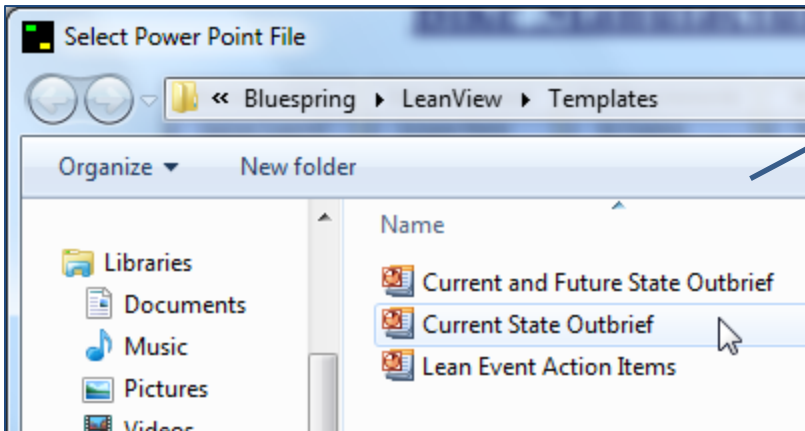 Select Power Point File
« Bluespring ▸ LeanView ▸ Templates
Organize ▾ New folder
Name
Libraries
Documents
Music
Pictures
Videos
Current and Future State Outbrief
Current State Outbrief
Lean Event Action Items